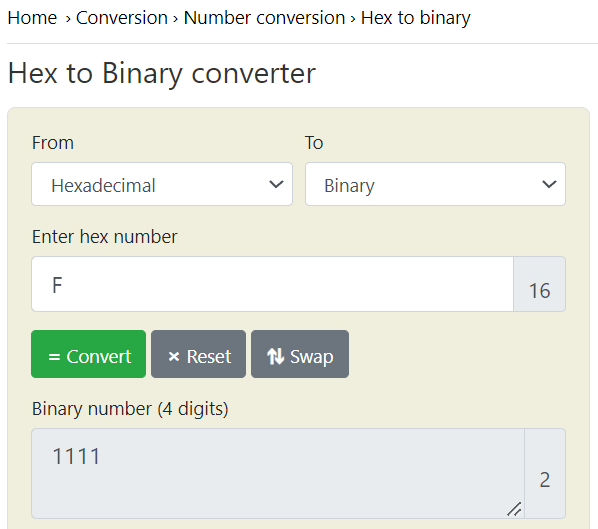 Home › Conversion › Number conversion › Hex to binary
Hex to Binary converter
From To
Hexadecimal Binary
Enter hex number
F 16
= Convert × Reset ⇅ Swap
Binary number (4 digits)
1111
2